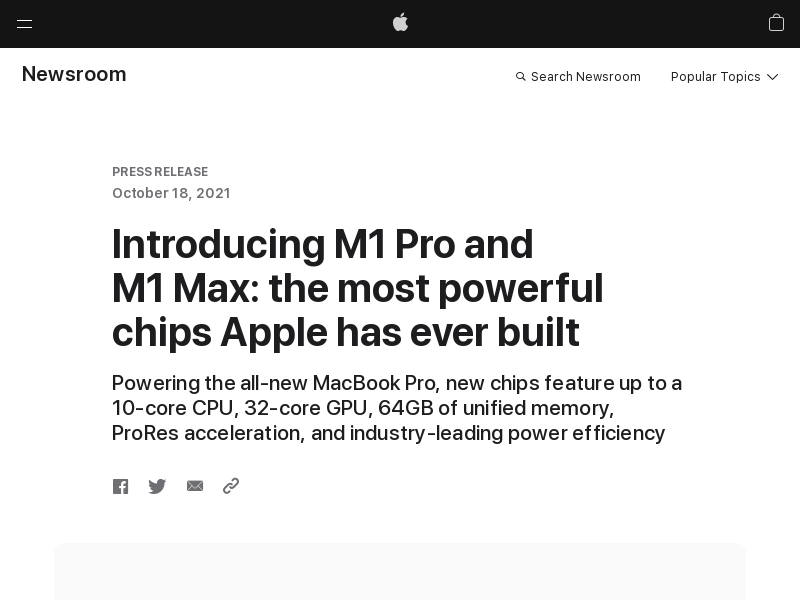 Newsroom
Search Newsroom
Popular Topics
PRESS RELEASE
October 18, 2021
Introducing M1 Pro and
M1 Max: the most powerful
chips Apple has ever built
Powering the all-new MacBook Pro, new chips feature up to a
10-core CPU, 32-core GPU, 64GB of unified memory,
ProRes acceleration, and industry-leading power efficiency